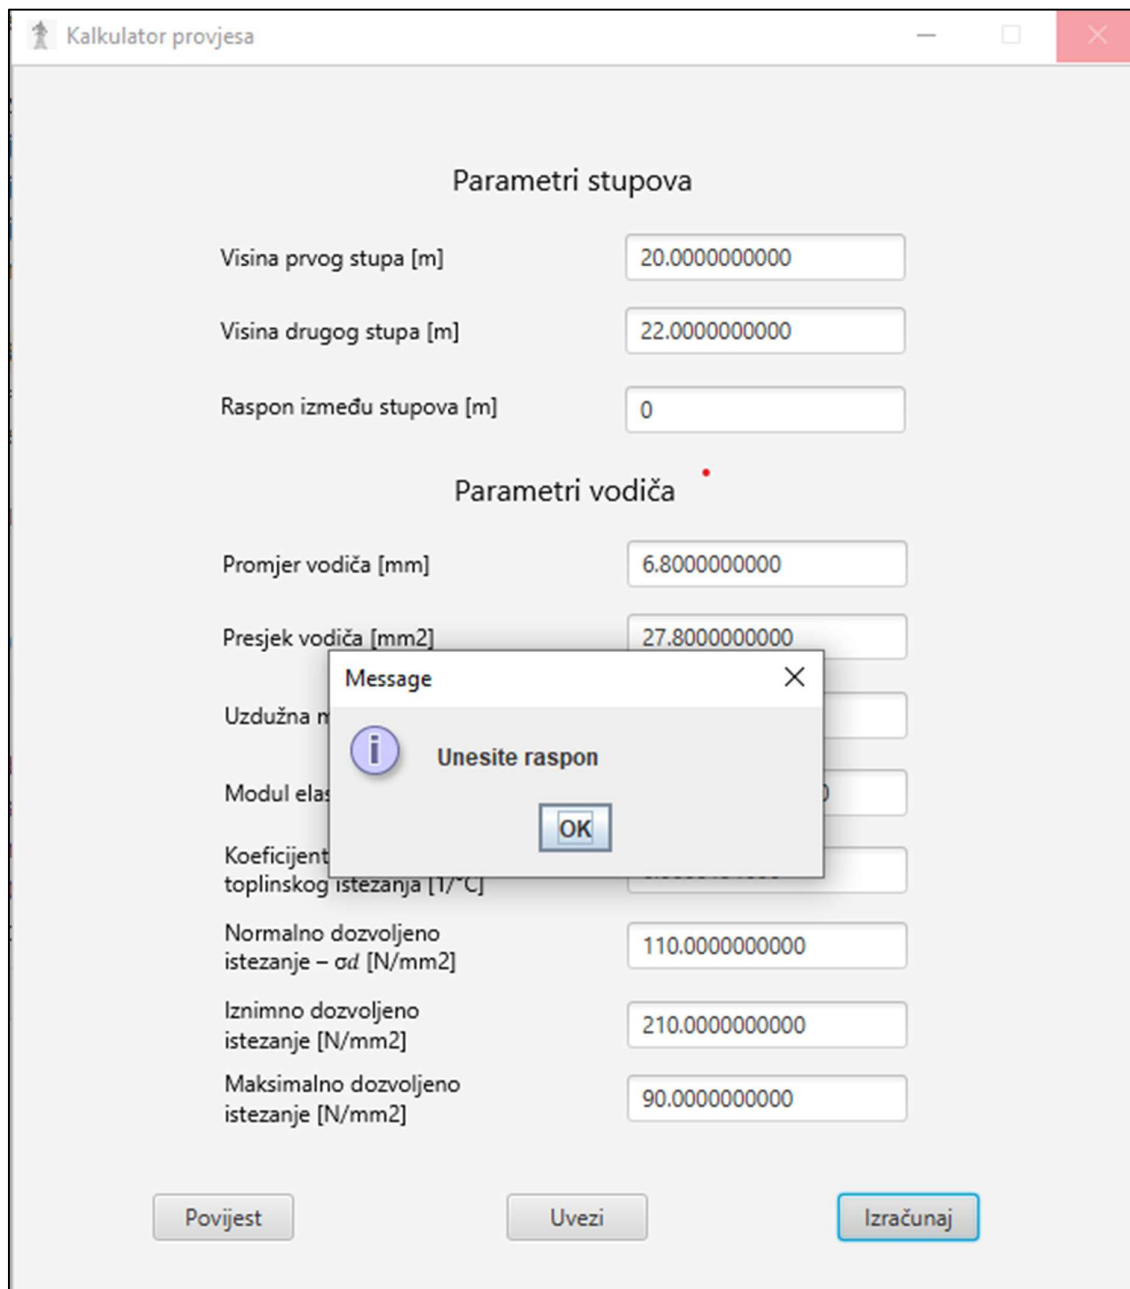 Kalkulator provjesa
Parametri stupova
Visina prvog stupa [m]
20.0000000000
Visina drugog stupa [m]
22.0000000000
Raspon između stupova [m]
0
Parametri vodiča
Promjer vodiča [mm]
6.8000000000
Presjek vodiča [mm2]
27.8000000000
Message
Uzdužna
Unesite raspon
Modul
OK
Koeficijent
toplinskog istezanja [1/°C]
Normalno dozvoljeno
istezanje – σd [N/mm2]
110.0000000000
Iznimno dozvoljeno
istezanje [N/mm2]
210.0000000000
Maksimalno dozvoljeno
istezanje [N/mm2]
90.0000000000
Povijest
Uvezi
Izračunaj